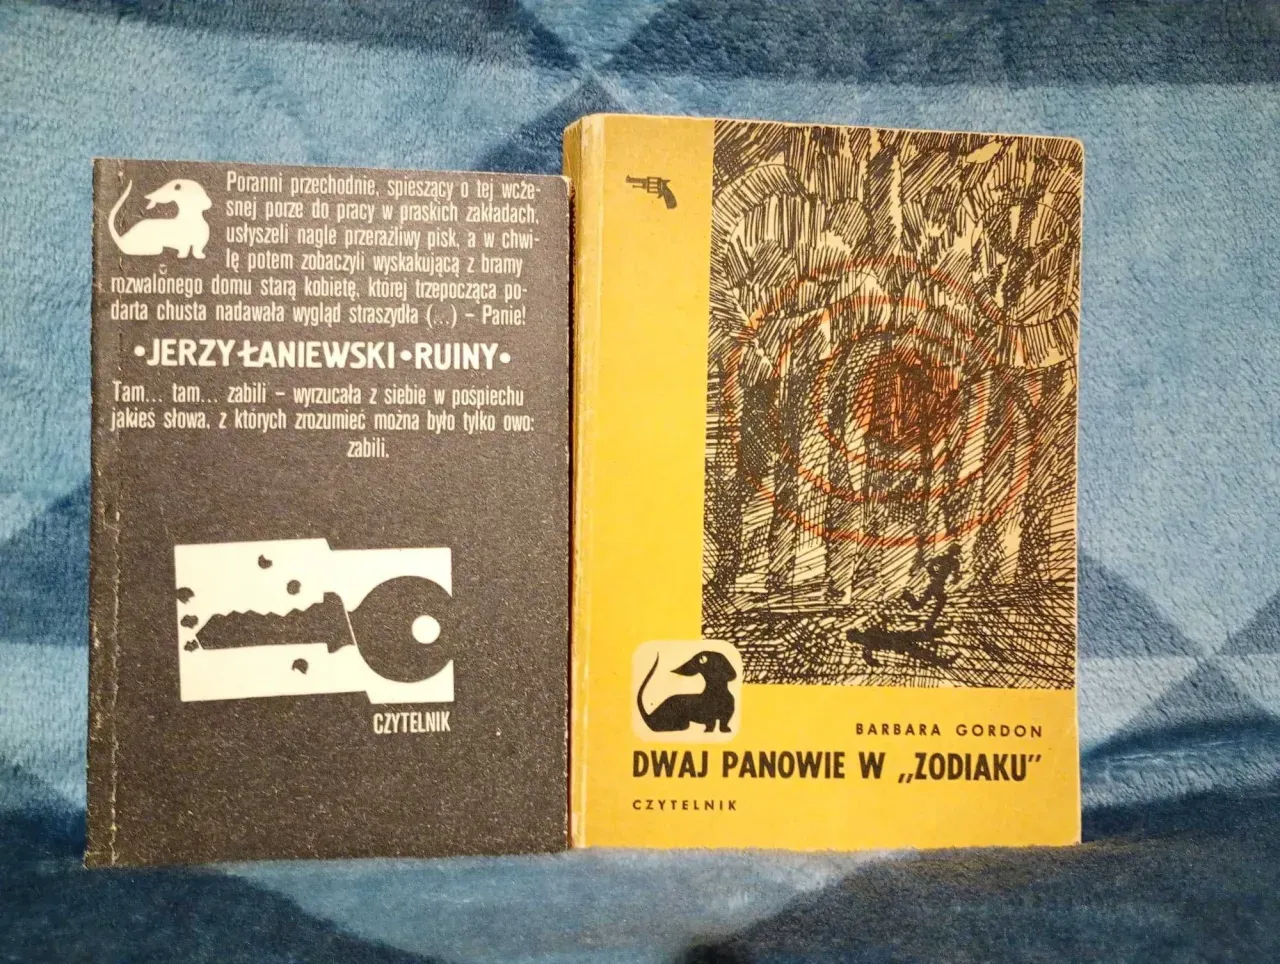 Poranni przechodnie, spieszący o tej wcze-
snej porze do pracy w praskich zakładach,
usłyszeli nagle przeraźliwy pisk, a w chwi-
lę potem zobaczyli wyskakującą z bramy
rozwalonego domu starą kobietę, której trzepocząca po-
darta chusta nadawała wygląd straszydła (...) – Panie!
•JERZY•ŁANIEWSKI•RUINY•
Tam... tam... zabili – wyrzucała z siebie w pośpiechu
jakieś słowa, z których zrozumieć można było tylko owo:
zabili.
CZYTELNIK
BARBARA GORDON
DWAJ PANOWIE W „ZODIAKU"
CZYTELNIK